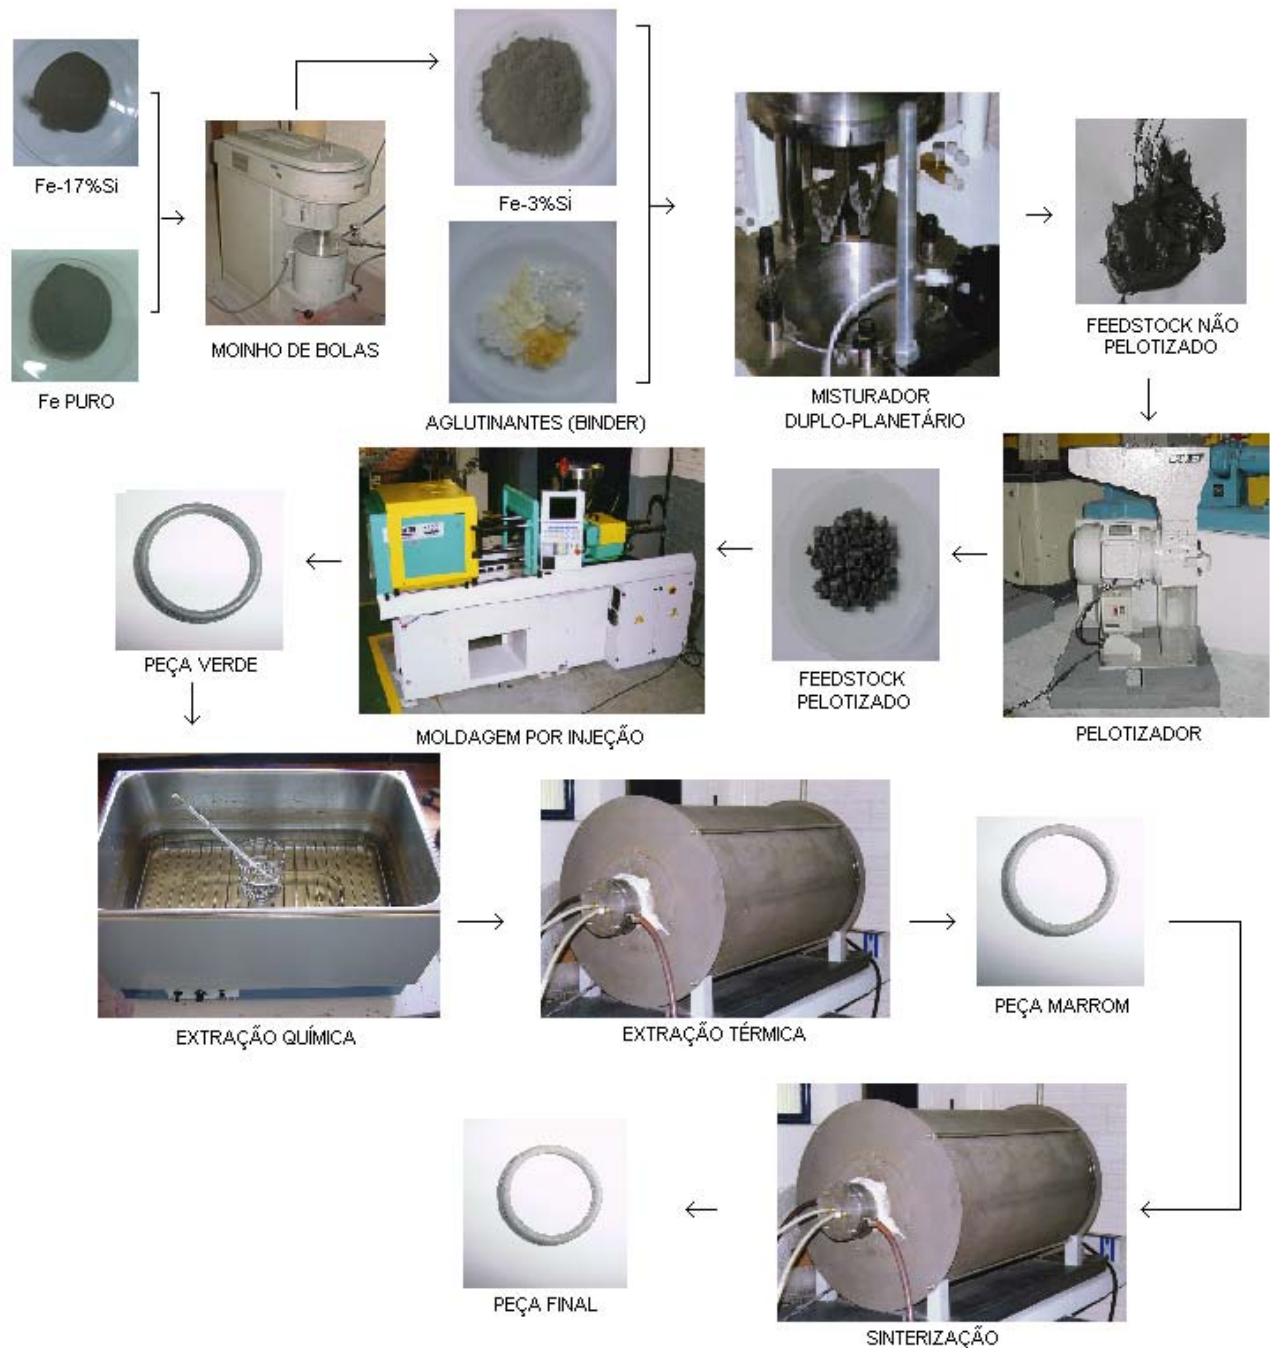 Fe-17%Si
Fe-3%Si
Fe PURO
MOINHO DE BOLAS
AGLUTINANTES (BINDER)
MISTURADOR
DUPLO-PLANETÁRIO
FEEDSTOCK NÃO
PELOTIZADO
PEÇA VERDE
MOLDAGEM POR INJEÇÃO
FEEDSTOCK
PELOTIZADO
PELOTIZADOR
EXTRAÇÃO QUÍMICA
EXTRAÇÃO TÉRMICA
PEÇA MARROM
PEÇA FINAL
SINTERIZAÇÃO